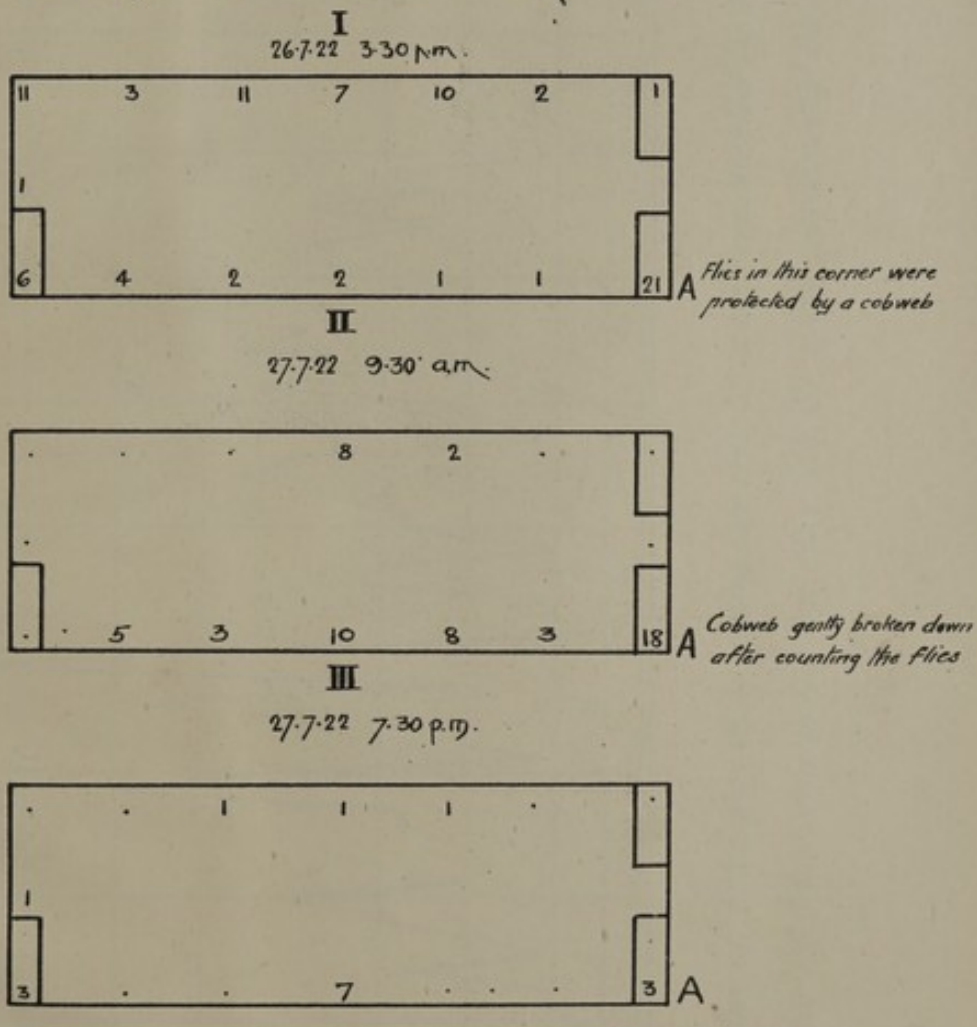 I
26.7.22 3.30 p.m.
11 3 11 7 10 2 1
1
6 4 2 2 1 1 21 A Flies in this corner were
protected by a cobweb
II
27.7.22 9.30 a.m.
. . . 8 2 . .
. .
. . 5 3 10 8 3 18 A Cobweb gently broken down
after counting the flies
III
27.7.22 7.30 p.m.
. . 1 1 1 . .
1
3 . . 7 . . . 3 A